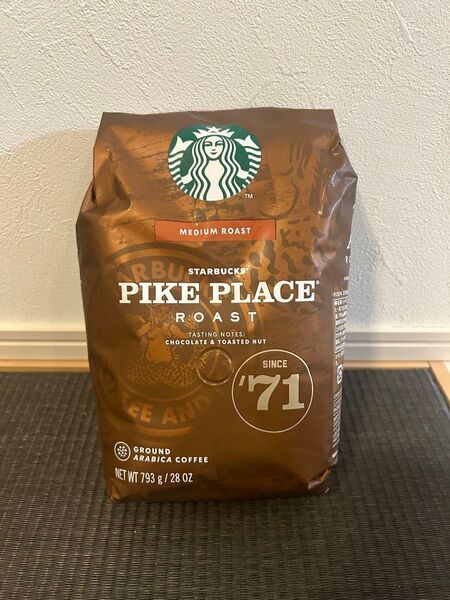 TM
MEDIUM ROAST
STARBUCKS®
PIKE PLACE®
ROAST
TASTING NOTES:
CHOCOLATE & TOASTED NUT
SINCE
'71
GROUND
ARABICA COFFEE
NET WT 793 g / 28 OZ